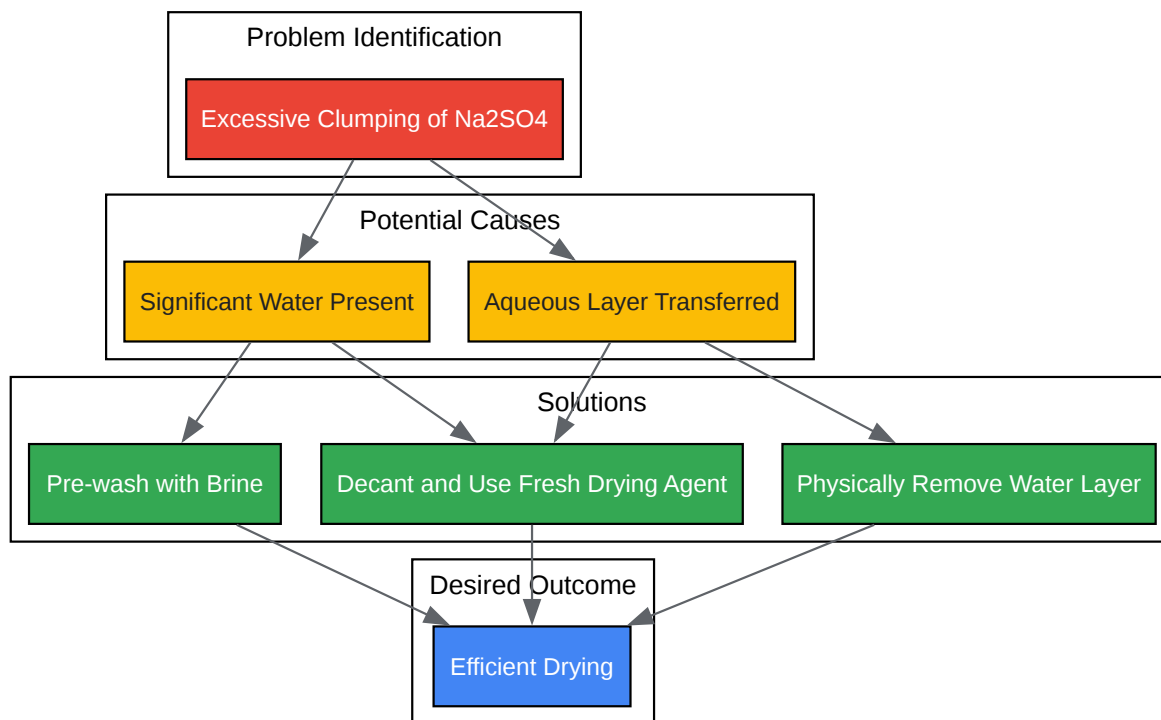 Problem Identification
Excessive Clumping of Na2SO4
Potential Causes
Significant Water Present
Aqueous Layer Transferred
Solutions
Pre-wash with Brine
Decant and Use Fresh Drying Agent
Physically Remove Water Layer
Desired Outcome
Efficient Drying